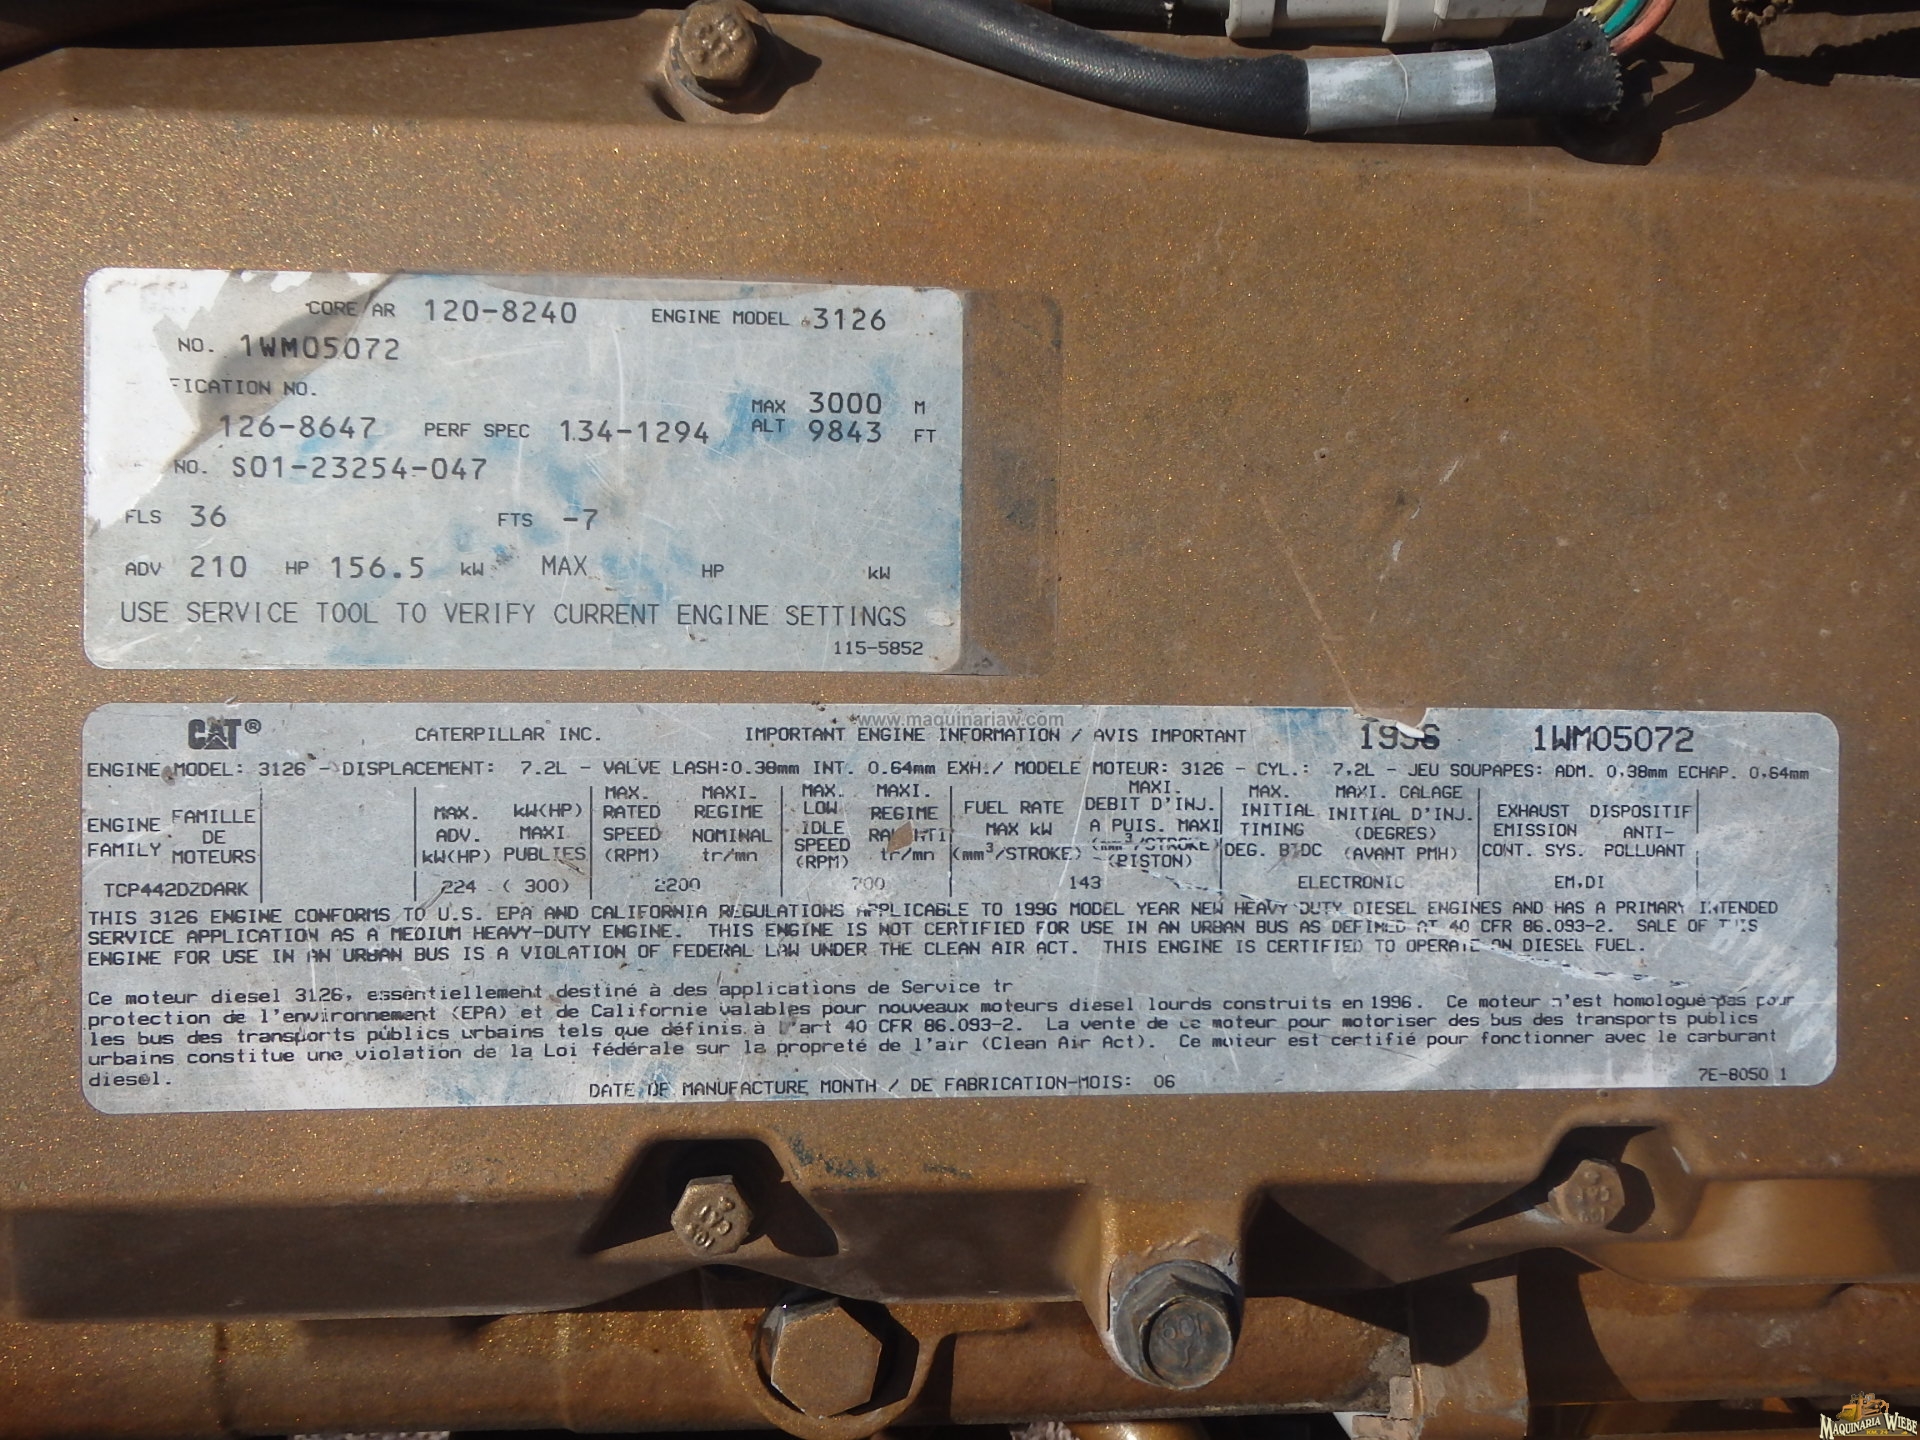 CORE AR 120-8240 ENGINE MODEL 3126
NO. 1WM05072
FICATION NO.
126-8647 PERF SPEC 134-1294 MAX ALT 3000 M 9843 FT
NO. S01-23254-047
FLS 36 FTS -7
ADV 210 HP 156.5 kW MAX HP kW
USE SERVICE TOOL TO VERIFY CURRENT ENGINE SETTINGS
115-5852
www.maquinariaw.com
CAT® CATERPILLAR INC. IMPORTANT ENGINE INFORMATION / AVIS IMPORTANT 1996 1WM05072
ENGINE MODEL: 3126 - DISPLACEMENT: 7.2L - VALVE LASH:0.38mm INT. 0.64mm EXH./ MODELE MOTEUR: 3126 - CYL.: 7.2L - JEU SOUPAPES: ADM. 0.38mm ECHAP. 0.64mm
ENGINE FAMILY FAMILLE DE MOTEURS
TCP442DZDARK
MAX. ADV. kW(HP) kW(HP) MAXI. PUBLIES
224 (300)
MAX. RATED SPEED (RPM) MAXI. REGIME NOMINAL tr/mn
2200
MAX. LOW IDLE SPEED (RPM) MAXI. REGIME RALANTI tr/mn
700
FUEL RATE MAX kW (mm³/STROKE) MAXI. DEBIT D'INJ. A PUIS. MAXI (mm³/STROKE) (PISTON)
143
MAX. INITIAL TIMING DEG. BTDC MAXI. CALAGE INITIAL D'INJ. (DEGRES) (AVANT PMH)
ELECTRONIC
EXHAUST EMISSION CONT. SYS. DISPOSITIF ANTI-POLLUANT
EM,DI
THIS 3126 ENGINE CONFORMS TO U.S. EPA AND CALIFORNIA REGULATIONS APPLICABLE TO 1996 MODEL YEAR NEW HEAVY DUTY DIESEL ENGINES AND HAS A PRIMARY INTENDED
SERVICE APPLICATION AS A MEDIUM HEAVY-DUTY ENGINE. THIS ENGINE IS NOT CERTIFIED FOR USE IN AN URBAN BUS AS DEFINED AT 40 CFR 86.093-2. SALE OF THIS
ENGINE FOR USE IN AN URBAN BUS IS A VIOLATION OF FEDERAL LAW UNDER THE CLEAN AIR ACT. THIS ENGINE IS CERTIFIED TO OPERATE ON DIESEL FUEL.
Ce moteur diesel 3126, essentiellement destiné à des applications de Service tr
protection de l'environnement (EPA) et de Californie valables pour nouveaux moteurs diesel lourds construits en 1996. Ce moteur n'est homologué pas pour
les bus des transports publics urbains tels que définis à l'art 40 CFR 86.093-2. La vente de ce moteur pour motoriser des bus des transports publics
urbains constitue une violation de la Loi fédérale sur la propreté de l'air (Clean Air Act). Ce moteur est certifié pour fonctionner avec le carburant
diesel.
DATE OF MANUFACTURE MONTH / DE FABRICATION-MOIS: 06
7E-8050 1
MAQUINARIA WIEBE